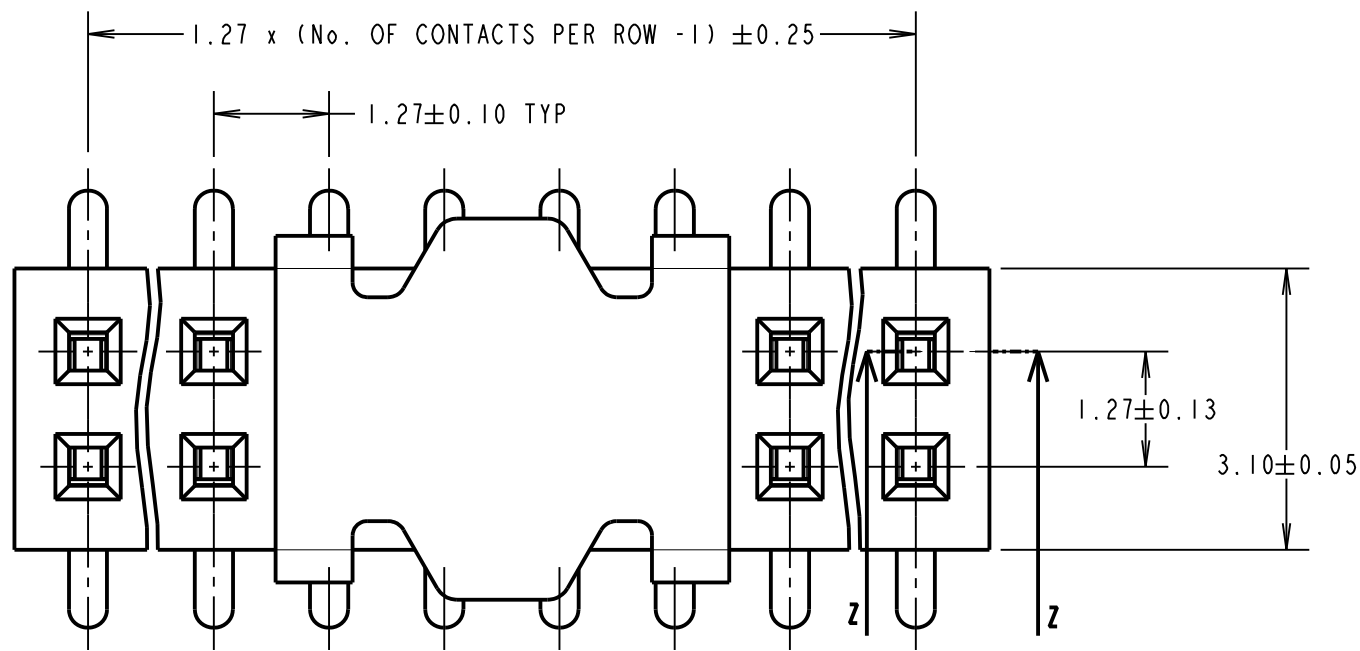 1.27 x (No. OF CONTACTS PER ROW -1) ±0.25
1.27±0.10 TYP
1.27±0.13
3.10±0.05
Z Z